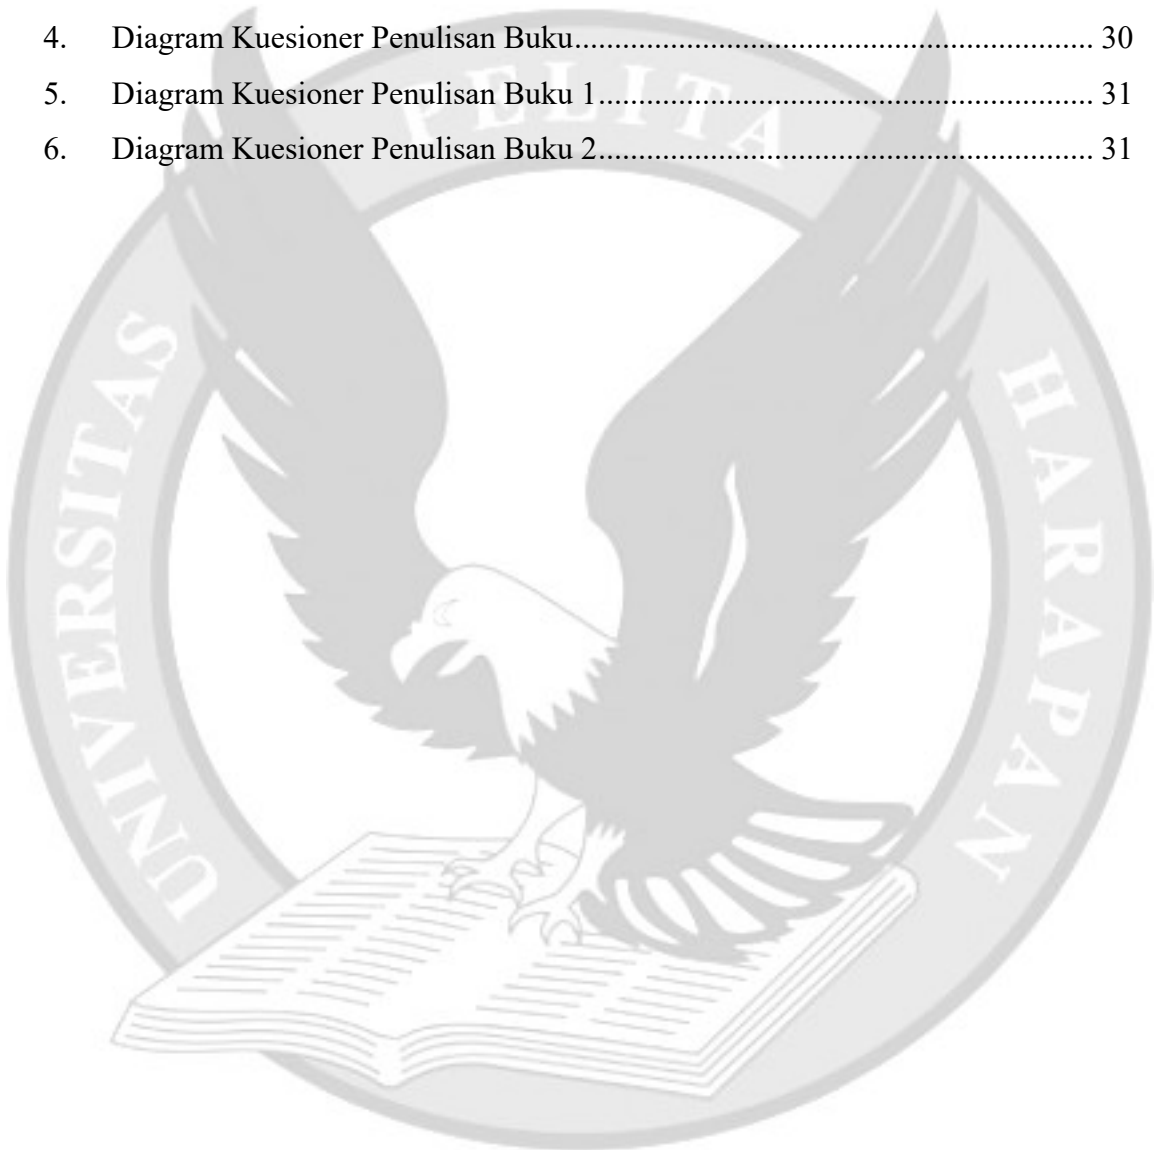 4. Diagram Kuesioner Penulisan Buku.......................................................... 30
5. Diagram Kuesioner Penulisan Buku 1....................................................... 31
6. Diagram Kuesioner Penulisan Buku 2....................................................... 31
UNIVERSITAS PELITA HARAPAN